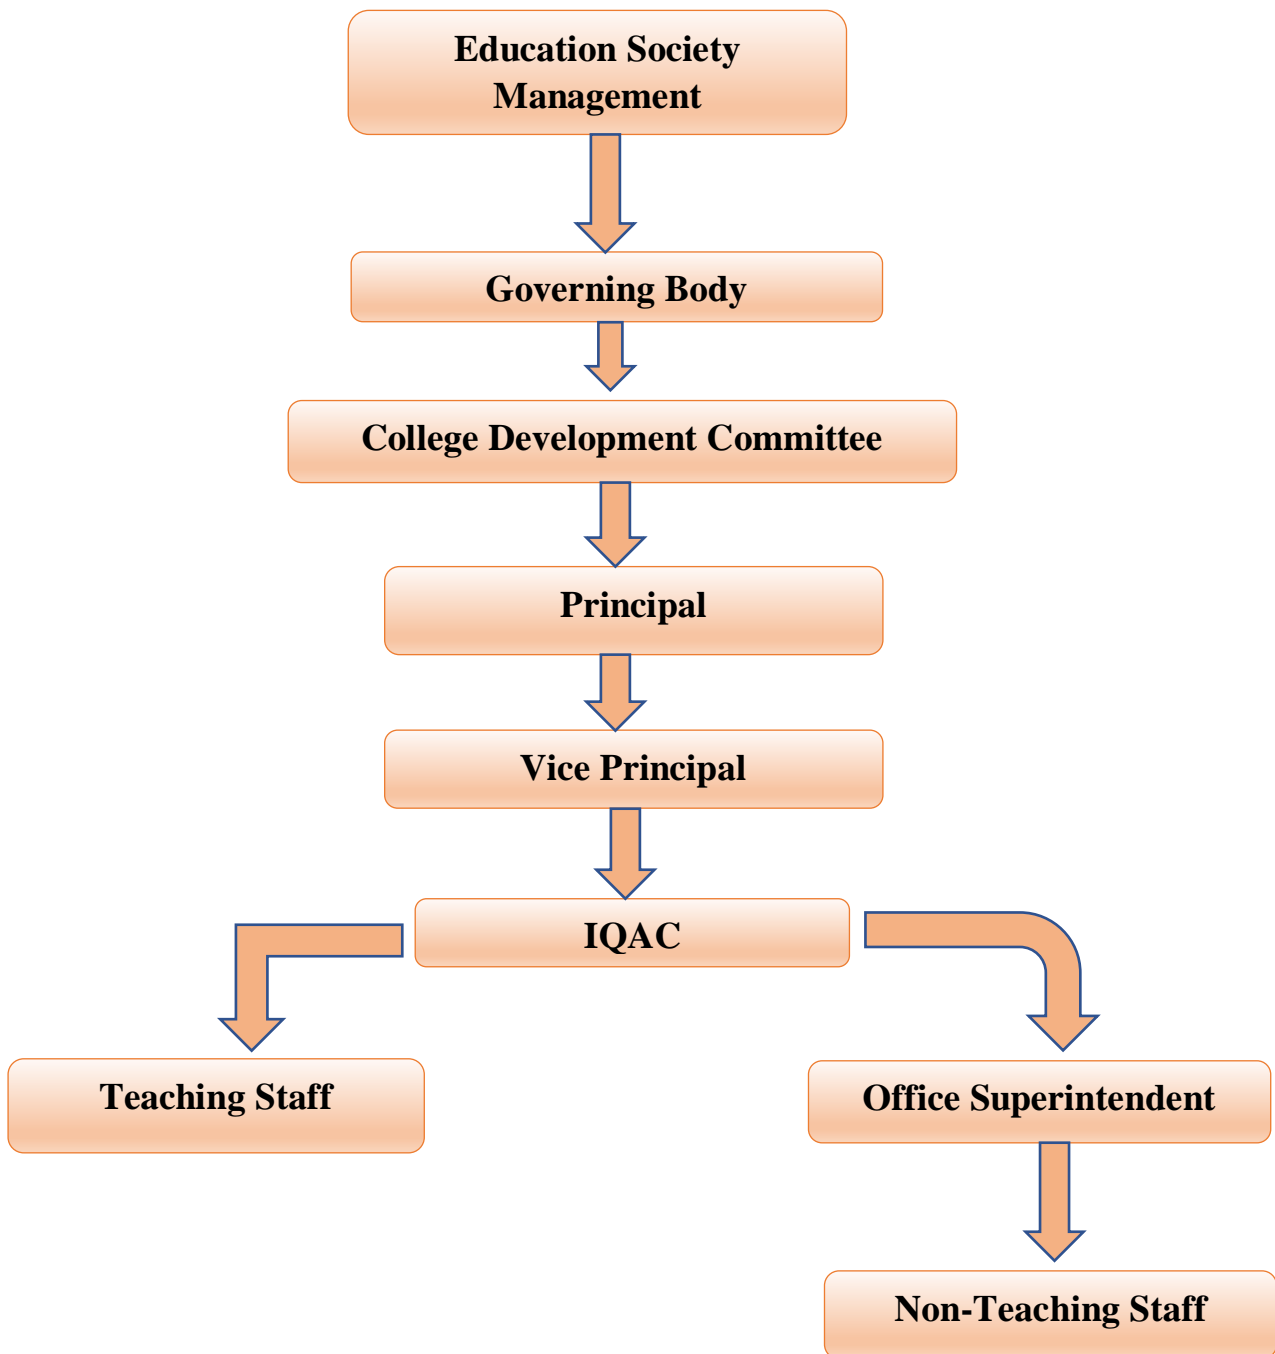 Education Society
Management
Governing Body
College Development Committee
Principal
Vice Principal
IQAC
Teaching Staff
Office Superintendent
Non-Teaching Staff